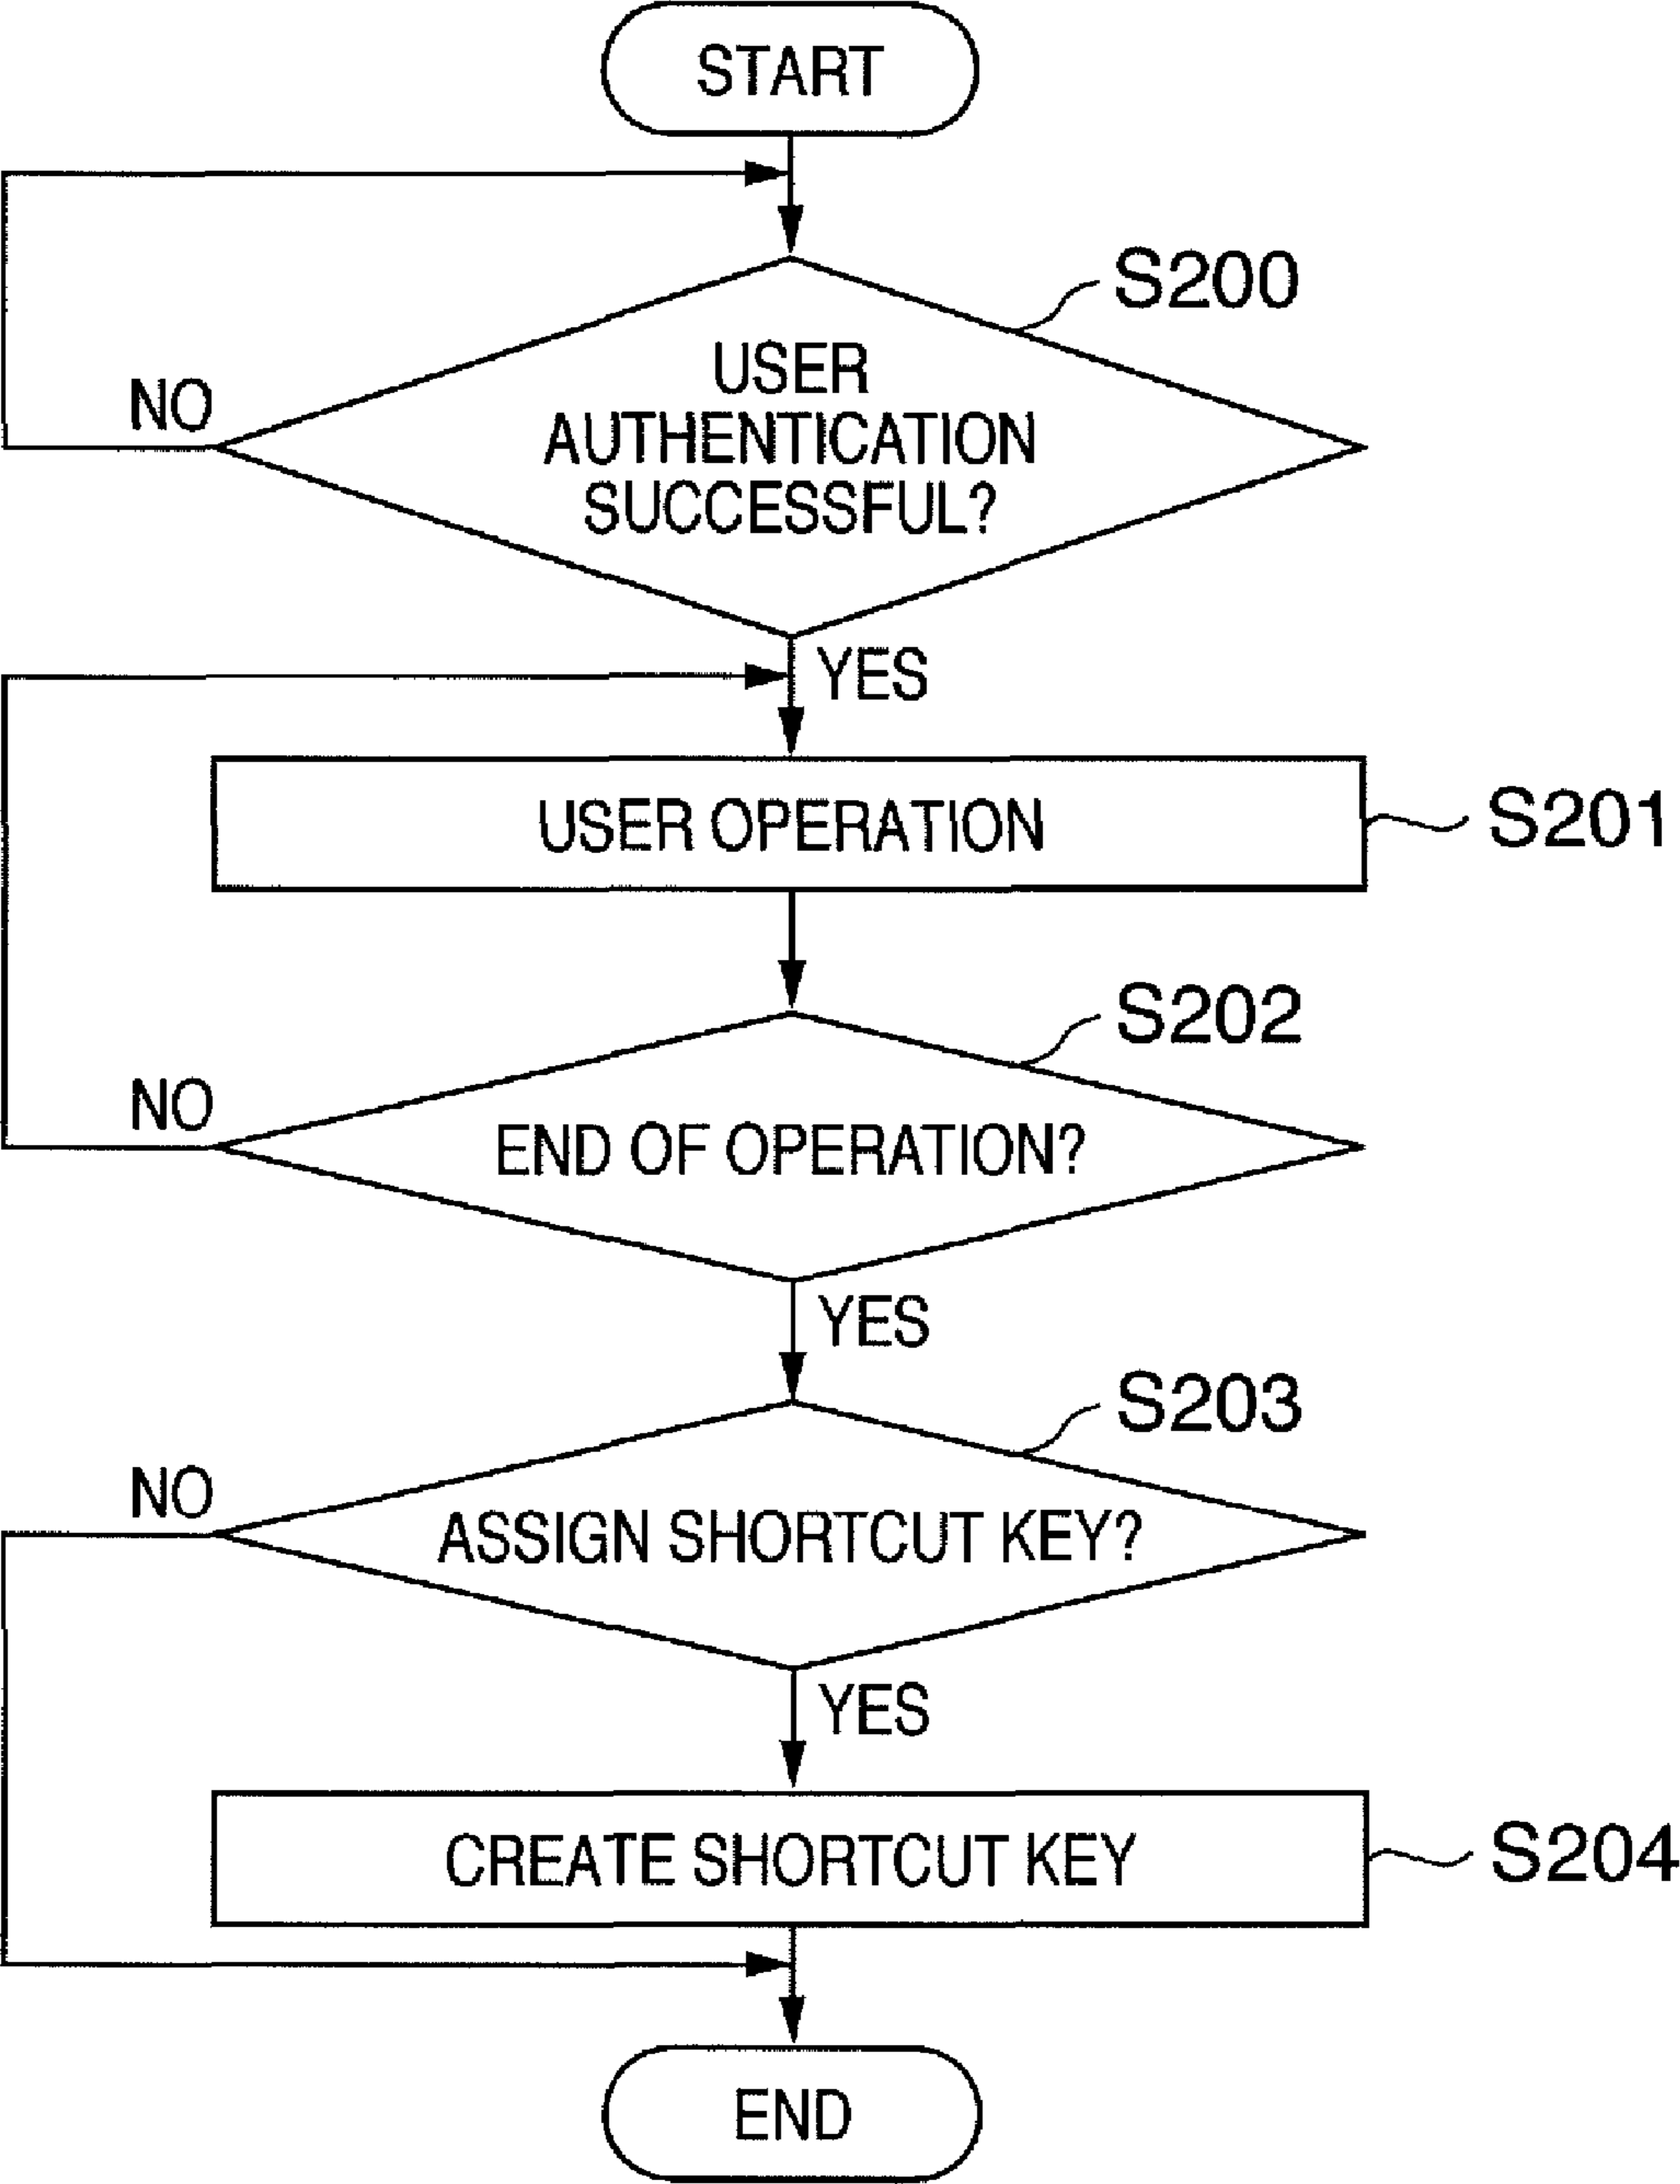 START
S200
USER
AUTHENTICATION
SUCCESSFUL?
NO
YES
USER OPERATION
S201
S202
END OF OPERATION?
NO
YES
S203
ASSIGN SHORTCUT KEY?
NO
YES
CREATE SHORTCUT KEY
S204
END